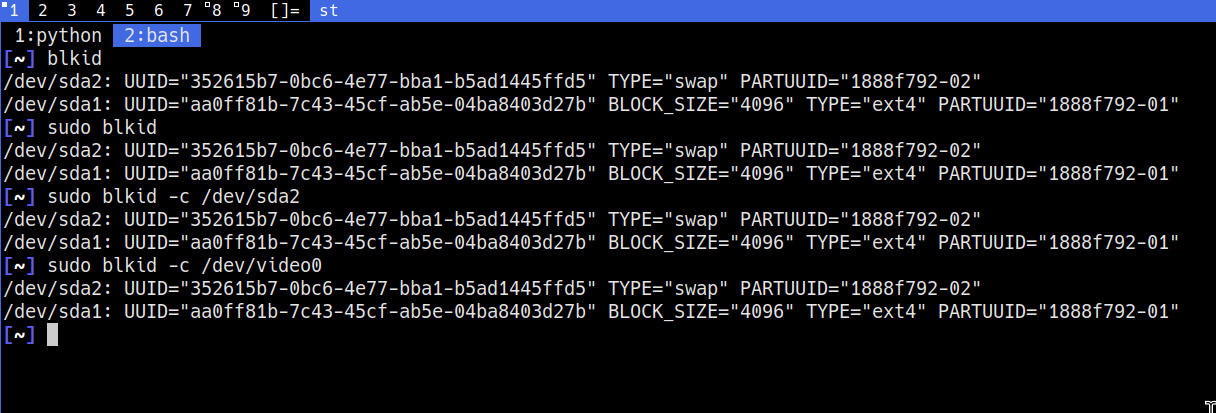 1 2 3 4 5 6 7 8 9 []= st
1:python 2:bash
[~] blkid
/dev/sda2: UUID="352615b7-0bc6-4e77-bba1-b5ad1445ffd5" TYPE="swap" PARTUUID="1888f792-02"
/dev/sda1: UUID="aa0ff81b-7c43-45cf-ab5e-04ba8403d27b" BLOCK_SIZE="4096" TYPE="ext4" PARTUUID="1888f792-01"
[~] sudo blkid
/dev/sda2: UUID="352615b7-0bc6-4e77-bba1-b5ad1445ffd5" TYPE="swap" PARTUUID="1888f792-02"
/dev/sda1: UUID="aa0ff81b-7c43-45cf-ab5e-04ba8403d27b" BLOCK_SIZE="4096" TYPE="ext4" PARTUUID="1888f792-01"
[~] sudo blkid -c /dev/sda2
/dev/sda2: UUID="352615b7-0bc6-4e77-bba1-b5ad1445ffd5" TYPE="swap" PARTUUID="1888f792-02"
/dev/sda1: UUID="aa0ff81b-7c43-45cf-ab5e-04ba8403d27b" BLOCK_SIZE="4096" TYPE="ext4" PARTUUID="1888f792-01"
[~] sudo blkid -c /dev/video0
/dev/sda2: UUID="352615b7-0bc6-4e77-bba1-b5ad1445ffd5" TYPE="swap" PARTUUID="1888f792-02"
/dev/sda1: UUID="aa0ff81b-7c43-45cf-ab5e-04ba8403d27b" BLOCK_SIZE="4096" TYPE="ext4" PARTUUID="1888f792-01"
[~]